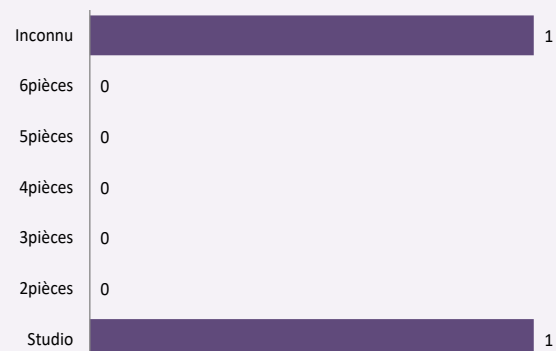 Inconnu 1
6pièces 0
5pièces 0
4pièces 0
3pièces 0
2pièces 0
Studio 1